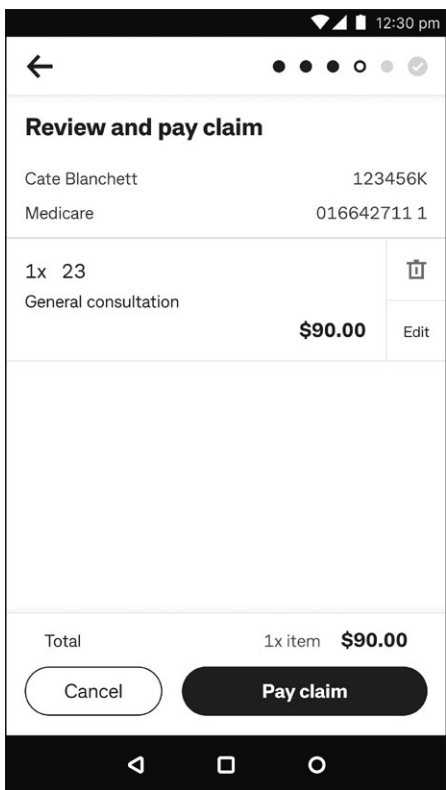 12:30 pm
Review and pay claim
Cate Blanchett 123456K
Medicare 016642711 1
1x 23
General consultation
$90.00 Edit
Total 1x item $90.00
Cancel Pay claim